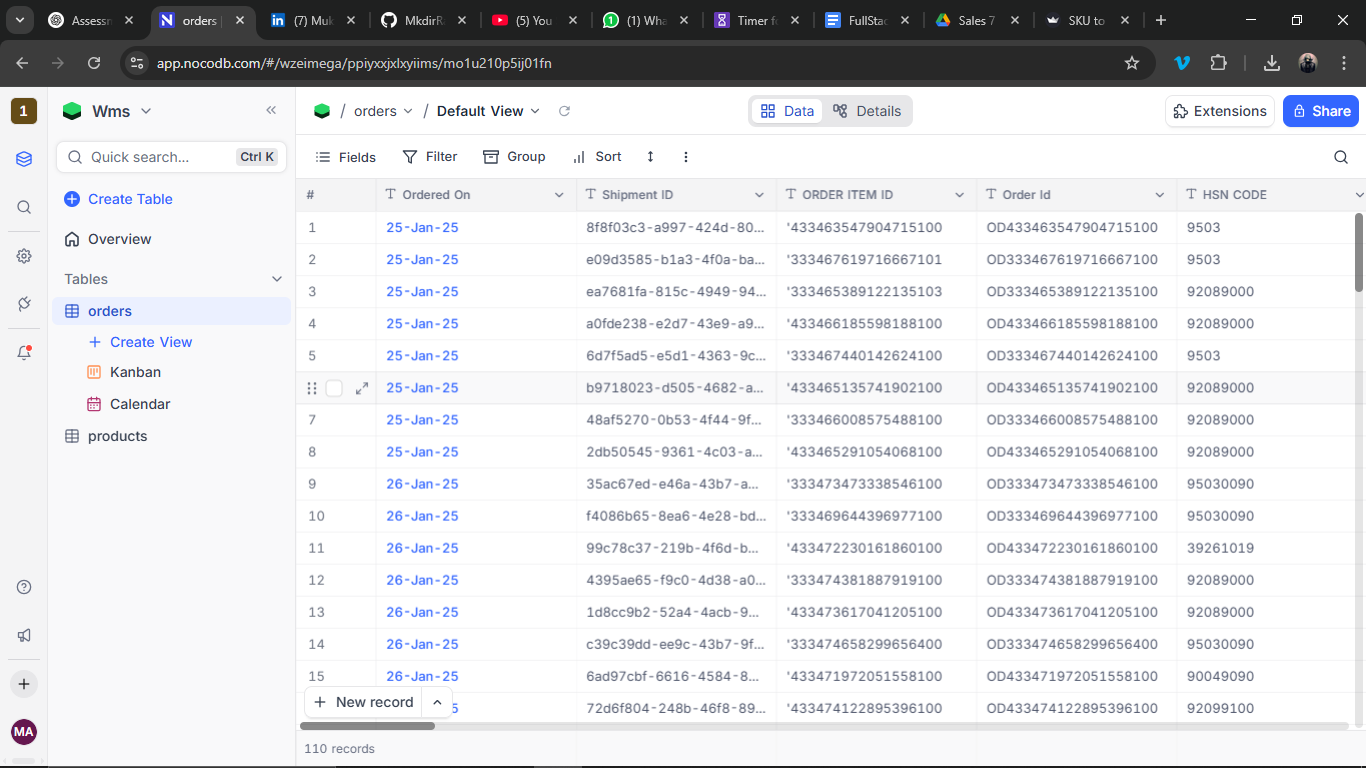 Assessn
orders |
(7) Muk
MkdirRa
(5) You
(1) Wha
Timer fo
FullStac
Sales 7
SKU to
app.nocodb.com/#/wzeimega/ppiyxxjxlxyiims/mo1u210p5ij01fn
1
Wms
/ orders / Default View
Data
Details
Extensions
Share
Quick search...
Ctrl K
Fields
Filter
Group
Sort
Create Table
Overview
Tables
orders
Create View
Kanban
Calendar
products
MA
# Ordered On Shipment ID ORDER ITEM ID Order Id HSN CODE
1 25-Jan-25 8f8f03c3-a997-424d-80... '433463547904715100 OD433463547904715100 9503
2 25-Jan-25 e09d3585-b1a3-4f0a-ba... '333467619716667101 OD333467619716667100 9503
3 25-Jan-25 ea7681fa-815c-4949-94... '333465389122135103 OD333465389122135100 92089000
4 25-Jan-25 a0fde238-e2d7-43e9-a9... '433466185598188100 OD433466185598188100 92089000
5 25-Jan-25 6d7f5ad5-e5d1-4363-9c... '333467440142624100 OD333467440142624100 9503
25-Jan-25 b9718023-d505-4682-a... '433465135741902100 OD433465135741902100 92089000
7 25-Jan-25 48af5270-0b53-4f44-9f... '333466008575488100 OD333466008575488100 92089000
8 25-Jan-25 2db50545-9361-4c03-a... '433465291054068100 OD433465291054068100 92089000
9 26-Jan-25 35ac67ed-e46a-43b7-a... '333473473338546100 OD333473473338546100 95030090
10 26-Jan-25 f4086b65-8ea6-4e28-bd... '333469644396977100 OD333469644396977100 95030090
11 26-Jan-25 99c78c37-219b-4f6d-b... '433472230161860100 OD433472230161860100 39261019
12 26-Jan-25 4395ae65-f9c0-4d38-a0... '333474381887919100 OD333474381887919100 92089000
13 26-Jan-25 1d8cc9b2-52a4-4acb-9... '433473617041205100 OD433473617041205100 92089000
14 26-Jan-25 c39c39dd-ee9c-43b7-9f... '333474658299656400 OD333474658299656400 95030090
15 26-Jan-25 6ad97cbf-6616-4584-8... '433471972051558100 OD433471972051558100 90049090
5 72d6f804-248b-46f8-89... '433474122895396100 OD433474122895396100 92099100
New record
110 records